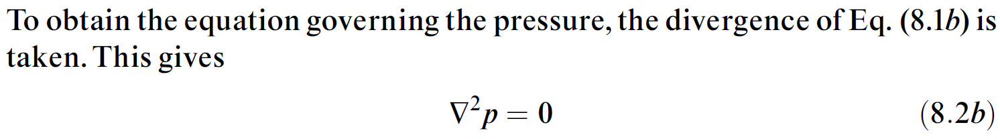 To obtain the equation governing the pressure, the divergence of Eq. (8.1b) is
taken. This gives
∇²p = 0 (8.2b)